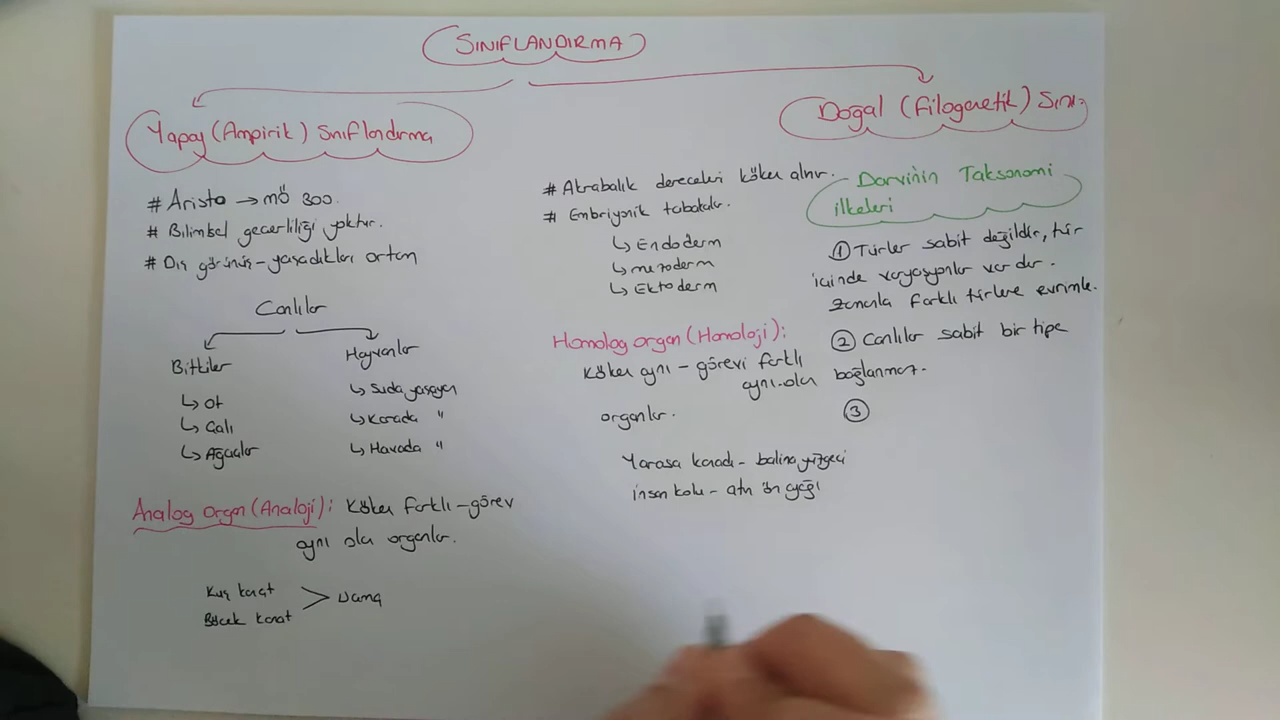 SINIFLANDIRMA
Yapay (Ampirik) Sınıflandırma
# Aristo → mö 300.
# Bilimsel geçerliliği yoktur.
# Dış görünüş - yaşadıkları ortam
Canlılar
Bitkiler
↳ ot
↳ Çalı
↳ Ağaçlar
Hayvanlar
↳ Suda yaşayan
↳ Karada "
↳ Havada "
Analog Organ (Analoji): Köken farklı - görev
aynı olan organlar.
Kuş kanat
Böcek kanat > uçma
Doğal (filogenetik) Sını.
# Akrabalık dereceleri köken alınır.
# Embriyonik tabakalar.
↳ Endoderm
↳ mezoderm
↳ Ektoderm
Homolog organ (Homoloji):
Köken aynı - görevi farklı
aynı olan
organlar.
Yarasa kanadı - balina yüzgeci
insan kolu - atın ön ayağı
Darvinin Taksonomi
ilkeleri
① Türler sabit değildir, tür
içinde varyasyonlar vardır.
zamanla farklı türlere evrimle.
② Canlılar sabit bir tipe
bağlanmaz.
③